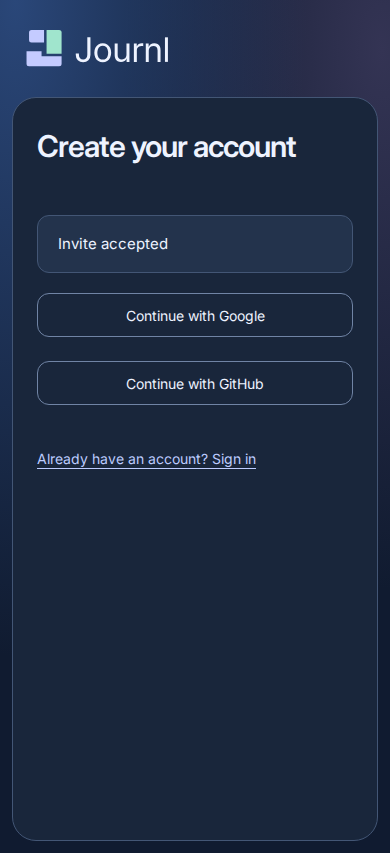 Journl
Create your account
Invite accepted
Continue with Google
Continue with GitHub
Already have an account? Sign in